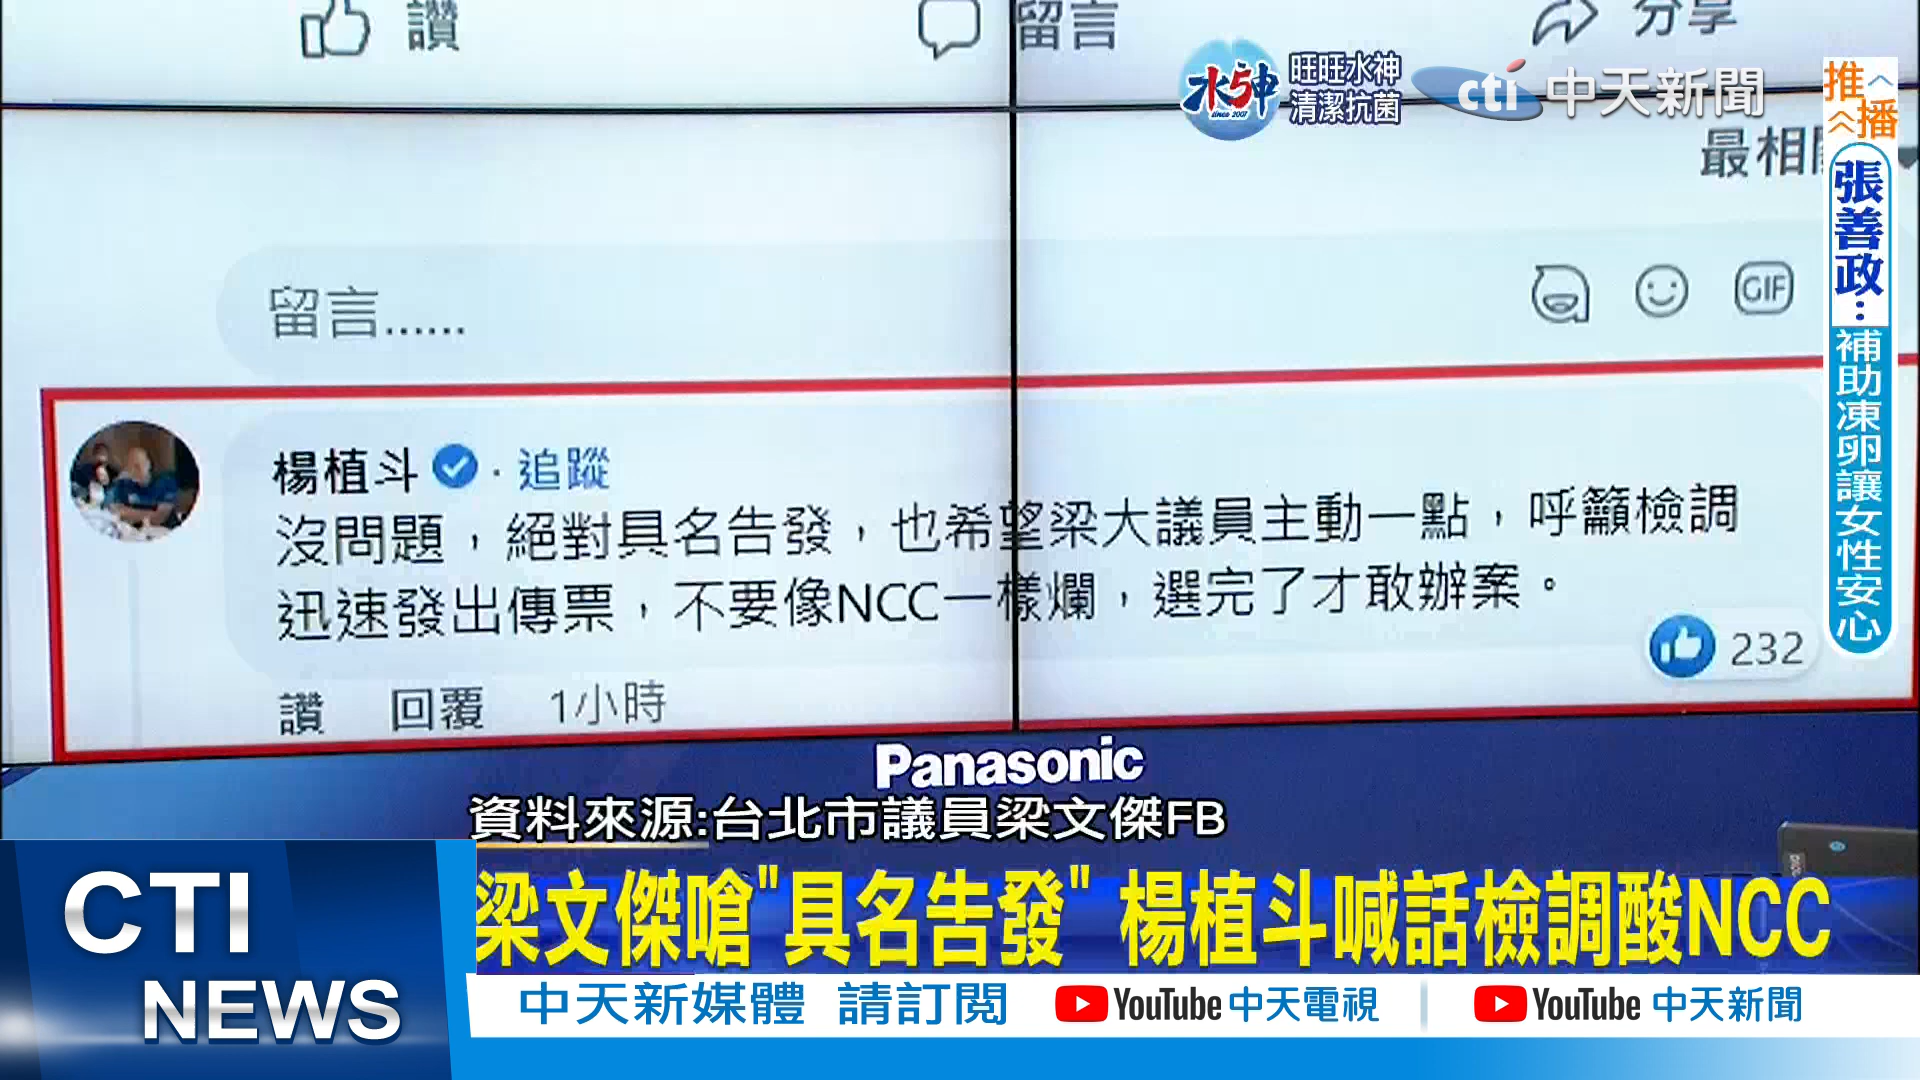 讚
留言
分享
水神
since 2007
旺旺水神
清潔抗菌
cti 中天新聞
推播
張善政：補助凍卵讓女性安心
最相
留言......
GIF
楊植斗 · 追蹤
沒問題，絕對具名告發，也希望梁大議員主動一點，呼籲檢調
迅速發出傳票，不要像NCC一樣爛，選完了才敢辦案。
232
讚 回覆 1小時
Panasonic
資料來源:台北市議員梁文傑FB
CTI
NEWS
梁文傑嗆"具名告發" 楊植斗喊話檢調酸NCC
中天新媒體 請訂閱 YouTube 中天電視 YouTube 中天新聞